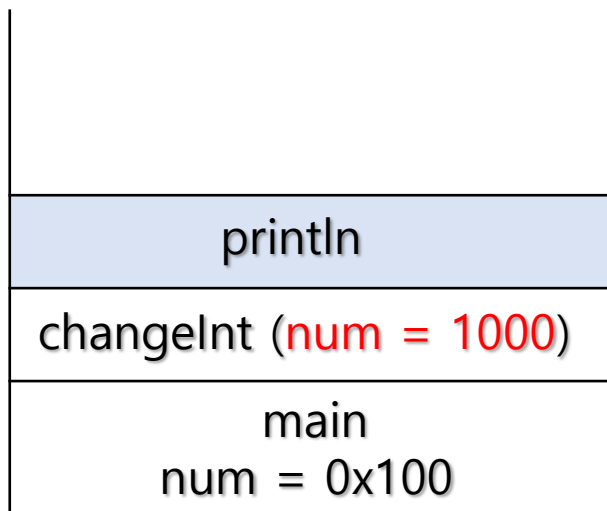 println
changeInt (num = 1000)
main
num = 0x100